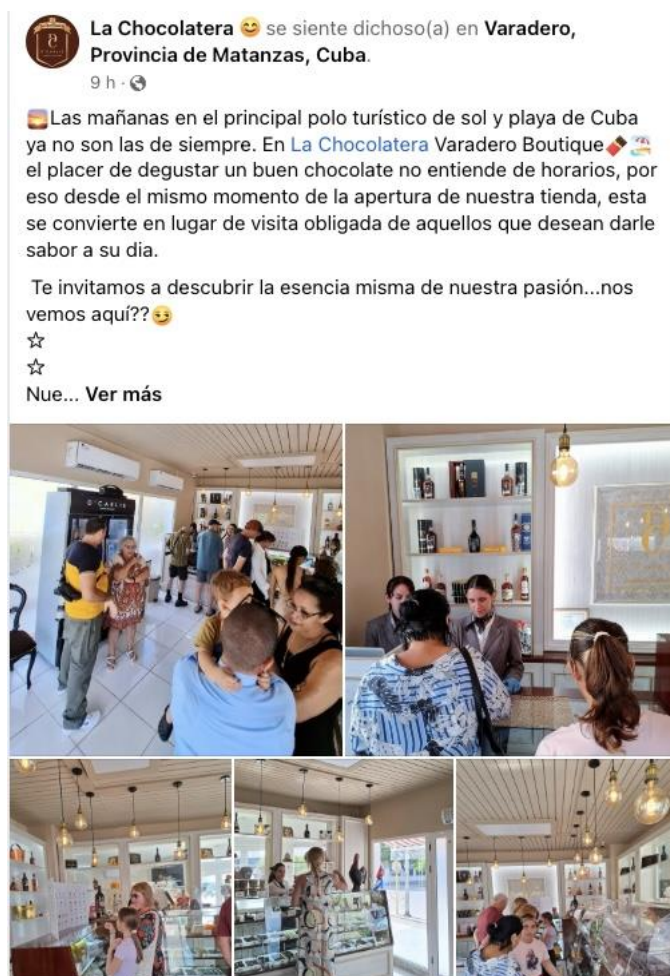 La Chocolatera 😊 se siente dichoso(a) en Varadero,
Provincia de Matanzas, Cuba.
9 h ·
🌅Las mañanas en el principal polo turístico de sol y playa de Cuba
ya no son las de siempre. En La Chocolatera Varadero Boutique🍫🏖️
el placer de degustar un buen chocolate no entiende de horarios, por
eso desde el mismo momento de la apertura de nuestra tienda, esta
se convierte en lugar de visita obligada de aquellos que desean darle
sabor a su dia.
Te invitamos a descubrir la esencia misma de nuestra pasión...nos
vemos aquí??😏
☆
☆
Nue... Ver más
D'CARLIS